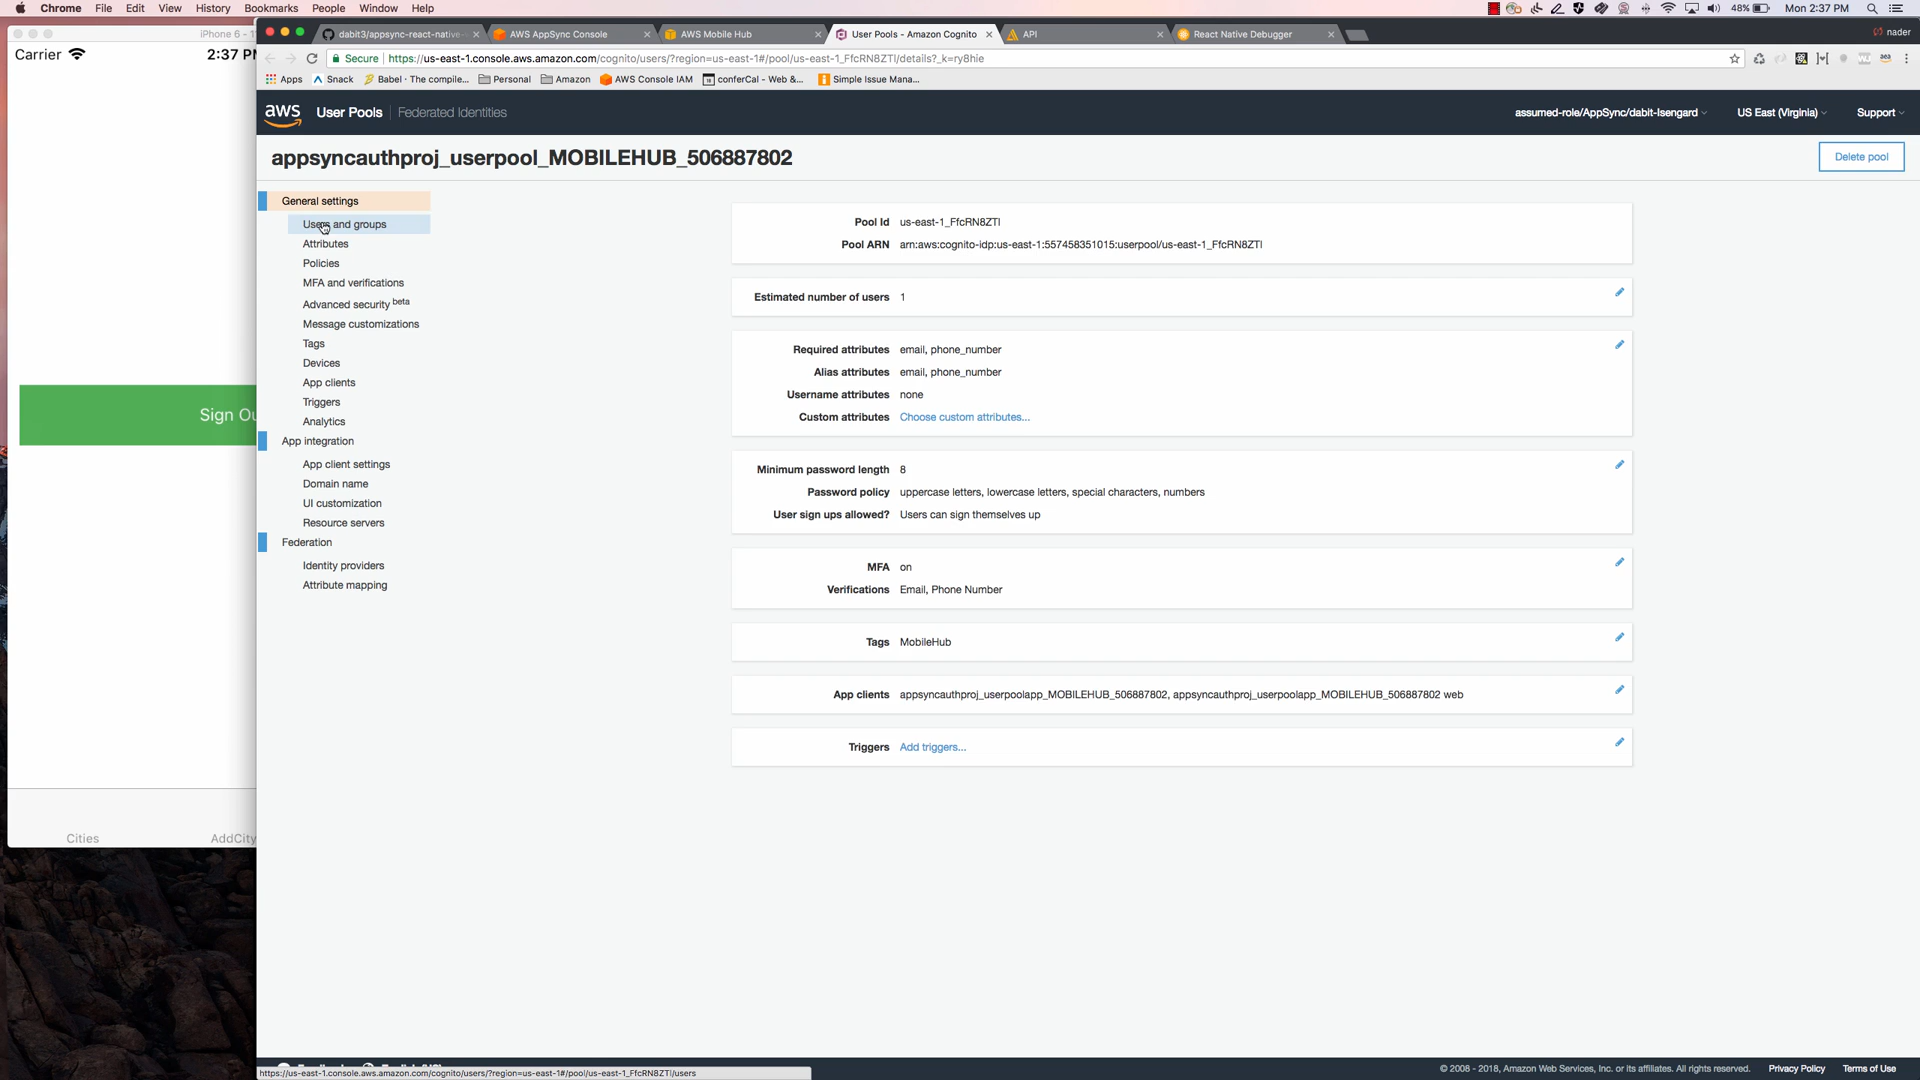 Chrome File Edit View History Bookmarks People Window Help
48% Mon 2:37 PM
iPhone 6 -
Carrier 2:37 PM
Sign Ou
Cities AddCity
dabit3/appsync-react-native-
AWS AppSync Console
AWS Mobile Hub
User Pools - Amazon Cognito
API
React Native Debugger
nader
Secure https://us-east-1.console.aws.amazon.com/cognito/users/?region=us-east-1#/pool/us-east-1_FfcRN8ZTl/details?_k=ry8hie
Apps Snack Babel · The compile... Personal Amazon AWS Console IAM conferCal - Web &... Simple Issue Mana...
aws User Pools Federated Identities
assumed-role/AppSync/dabit-Isengard US East (Virginia) Support
appsyncauthproj_userpool_MOBILEHUB_506887802
Delete pool
General settings
Users and groups
Attributes
Policies
MFA and verifications
Advanced security beta
Message customizations
Tags
Devices
App clients
Triggers
Analytics
App integration
App client settings
Domain name
UI customization
Resource servers
Federation
Identity providers
Attribute mapping
Pool Id us-east-1_FfcRN8ZTl
Pool ARN arn:aws:cognito-idp:us-east-1:557458351015:userpool/us-east-1_FfcRN8ZTl
Estimated number of users 1
Required attributes email, phone_number
Alias attributes email, phone_number
Username attributes none
Custom attributes Choose custom attributes...
Minimum password length 8
Password policy uppercase letters, lowercase letters, special characters, numbers
User sign ups allowed? Users can sign themselves up
MFA on
Verifications Email, Phone Number
Tags MobileHub
App clients appsyncauthproj_userpoolapp_MOBILEHUB_506887802, appsyncauthproj_userpoolapp_MOBILEHUB_506887802 web
Triggers Add triggers...
https://us-east-1.console.aws.amazon.com/cognito/users/?region=us-east-1#/pool/us-east-1_FfcRN8ZTl/users
© 2008 - 2018, Amazon Web Services, Inc. or its affiliates. All rights reserved. Privacy Policy Terms of Use